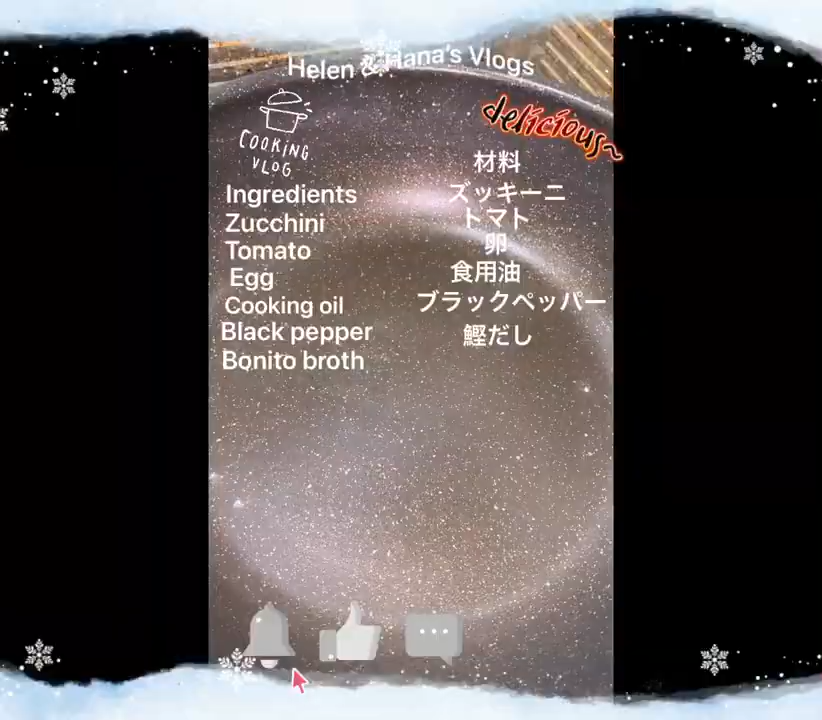 Helen & Hana's Vlogs
COOKING
VLOG
delicious~
Ingredients
Zucchini
Tomato
Egg
Cooking oil
Black pepper
Bonito broth
材料
ズッキーニ
トマト
卵
食用油
ブラックペッパー
鰹だし